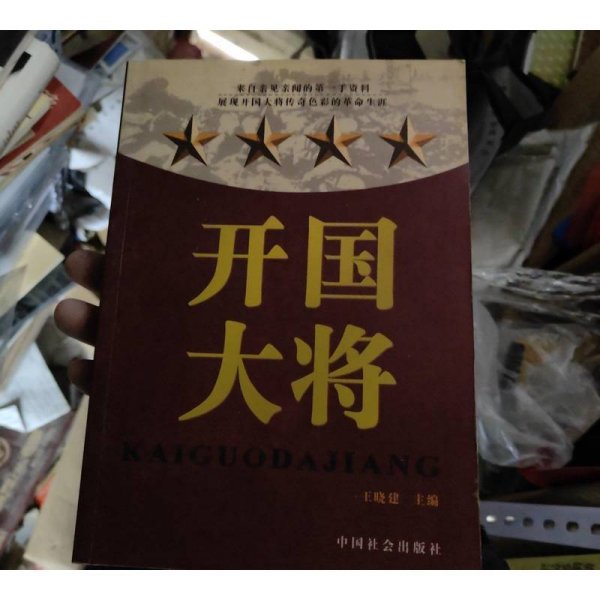 来自亲见亲闻的第一手资料
展现开国大将传奇色彩的革命生涯
开国
大将
KAIGUODAJIANG
王晓建 主编
中国社会出版社